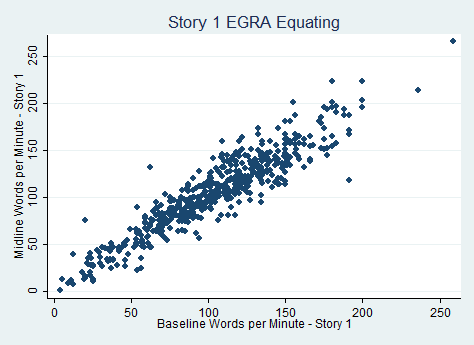 Story 1 EGRA Equating
Midline Words per Minute - Story 1
250
200
150
100
50
0
0 50 100 150 200 250
Baseline Words per Minute - Story 1